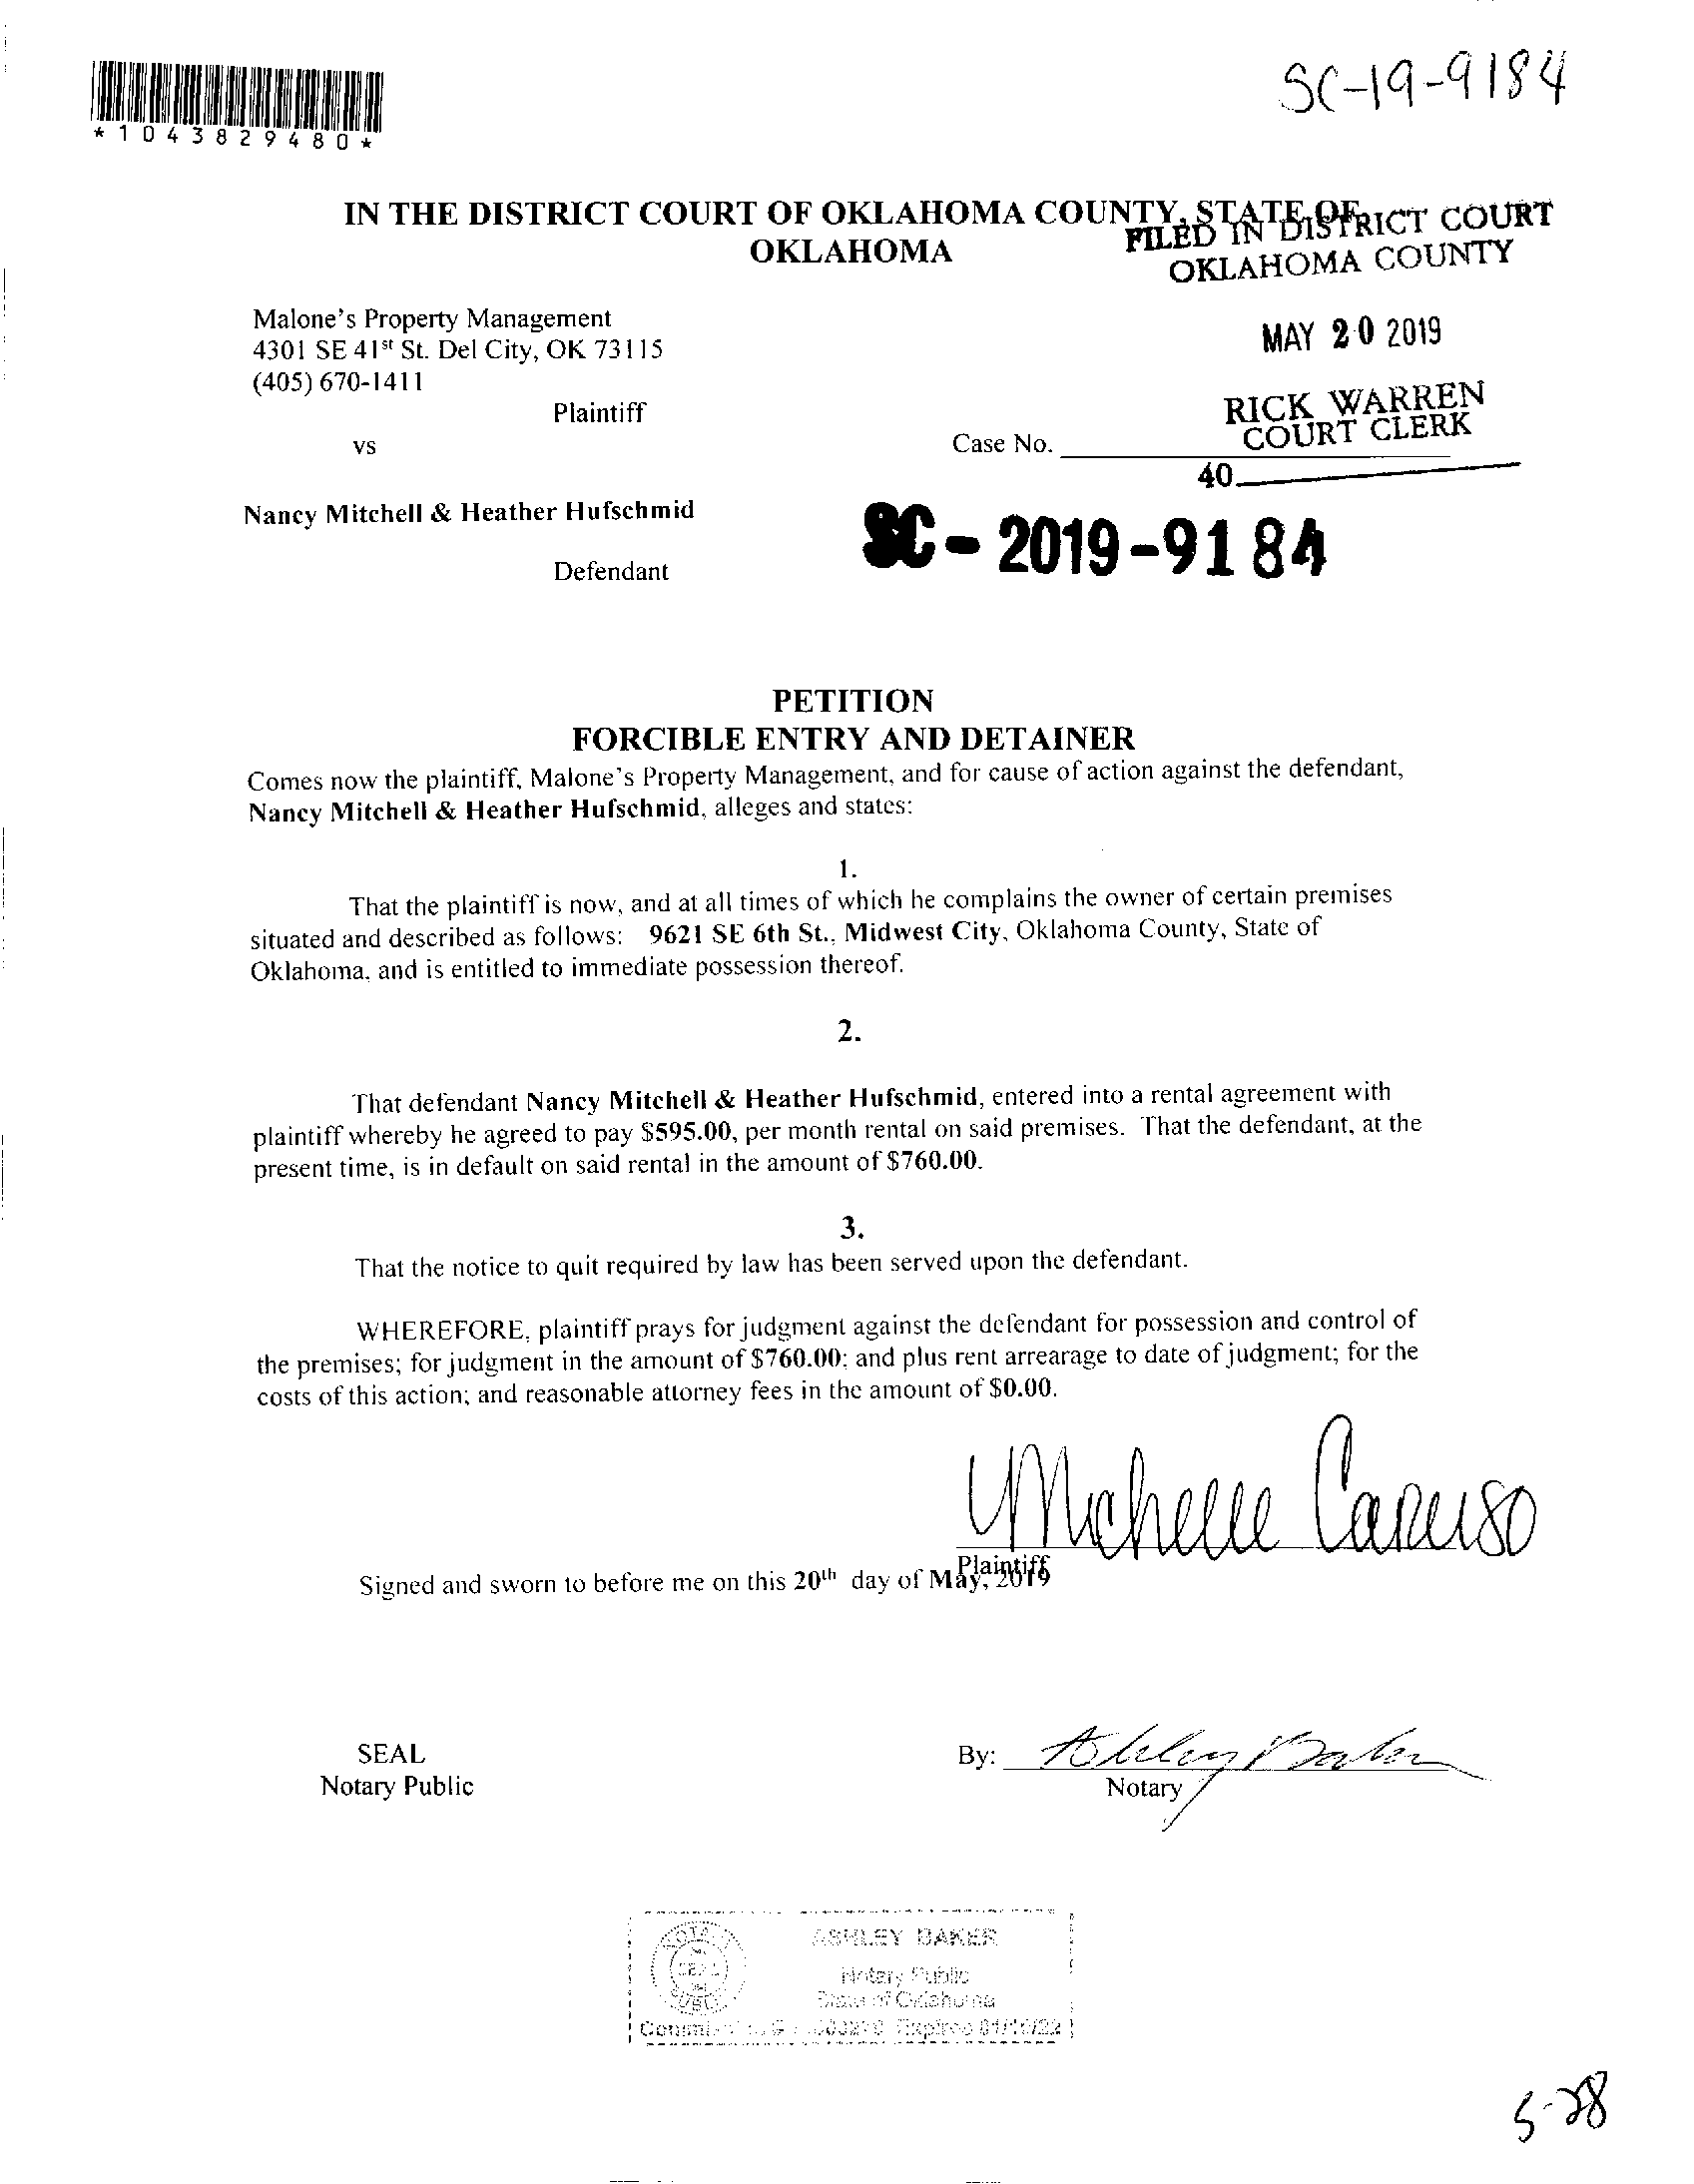 SC-19-9184
*1043829480*
IN THE DISTRICT COURT OF OKLAHOMA COUNTY, STATE OF
OKLAHOMA
FILED IN DISTRICT COURT
OKLAHOMA COUNTY
MAY 20 2019
RICK WARREN
COURT CLERK
40
Malone's Property Management
4301 SE 41st St. Del City, OK 73115
(405) 670-1411
Plaintiff
vs
Case No.
Nancy Mitchell & Heather Hufschmid
SC-2019-9184
Defendant
PETITION
FORCIBLE ENTRY AND DETAINER
Comes now the plaintiff, Malone's Property Management, and for cause of action against the defendant,
Nancy Mitchell & Heather Hufschmid, alleges and states:
1.
That the plaintiff is now, and at all times of which he complains the owner of certain premises
situated and described as follows: 9621 SE 6th St., Midwest City, Oklahoma County, State of
Oklahoma, and is entitled to immediate possession thereof.
2.
That defendant Nancy Mitchell & Heather Hufschmid, entered into a rental agreement with
plaintiff whereby he agreed to pay $595.00, per month rental on said premises. That the defendant, at the
present time, is in default on said rental in the amount of $760.00.
3.
That the notice to quit required by law has been served upon the defendant.
WHEREFORE, plaintiff prays for judgment against the defendant for possession and control of
the premises; for judgment in the amount of $760.00; and plus rent arrearage to date of judgment; for the
costs of this action; and reasonable attorney fees in the amount of $0.00.
Michelle Caruso
Plaintiff
Signed and sworn to before me on this 20th day of May, 2019
SEAL
Notary Public
By: Ashley Baker
Notary
ASHLEY BAKER
Notary Public
State of Oklahoma
Expires
5-28